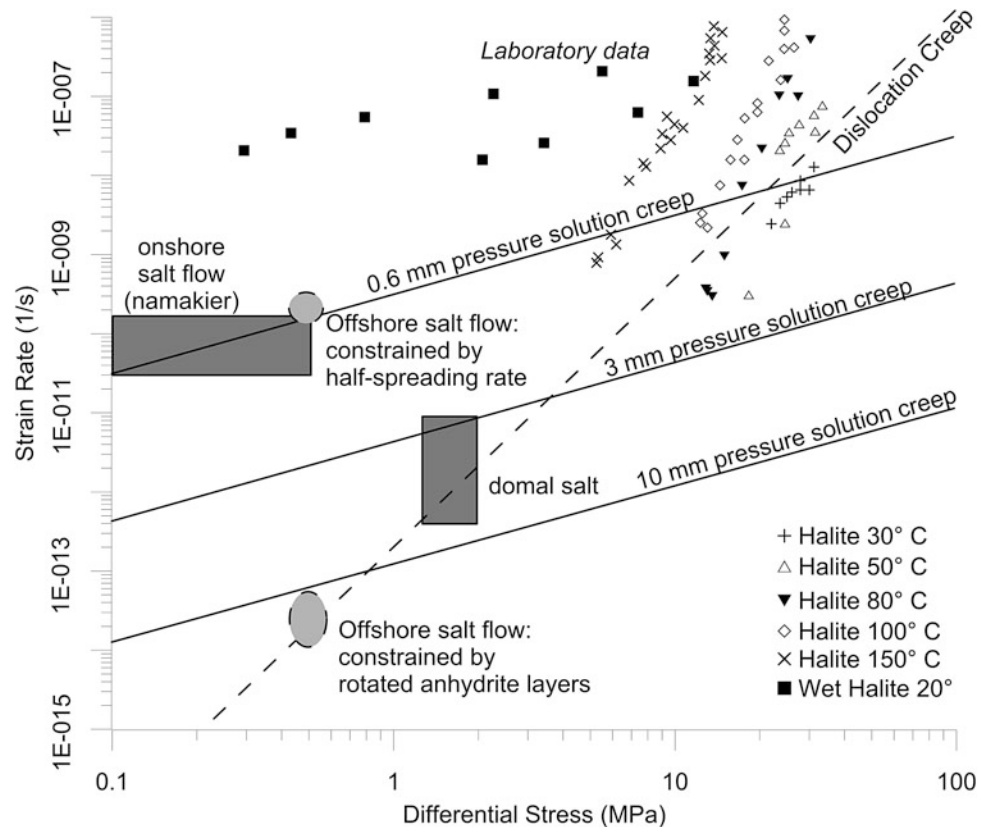 Laboratory data
Dislocation Creep
0.6 mm pressure solution creep
onshore
salt flow
(namakier)
Offshore salt flow:
constrained by
half-spreading rate
3 mm pressure solution creep
10 mm pressure solution creep
domal salt
Offshore salt flow:
constrained by
rotated anhydrite layers
Halite 30° C
Halite 50° C
Halite 80° C
Halite 100° C
Halite 150° C
Wet Halite 20°
Strain Rate (1/s)
1E-007
1E-009
1E-011
1E-013
1E-015
0.1 1 10 100
Differential Stress (MPa)